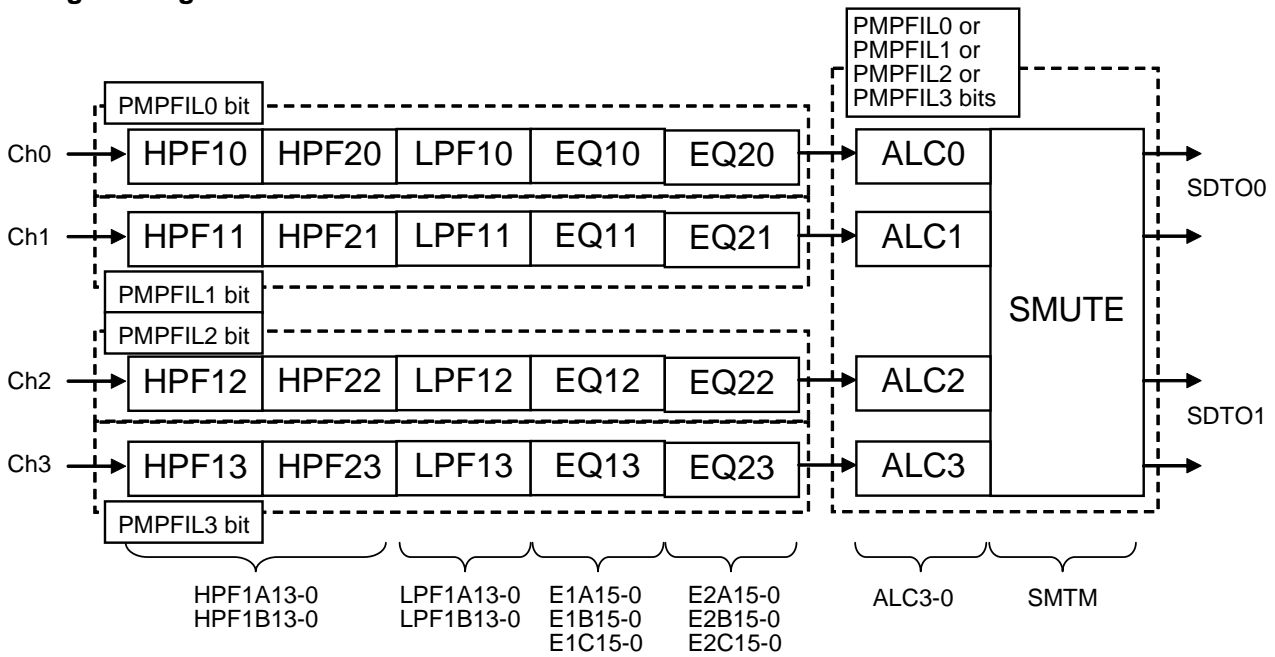 PMPFIL0 or
PMPFIL1 or
PMPFIL2 or
PMPFIL3 bits
PMPFIL0 bit
Ch0 HPF10 HPF20 LPF10 EQ10 EQ20 ALC0
SDTO0
Ch1 HPF11 HPF21 LPF11 EQ11 EQ21 ALC1
PMPFIL1 bit
SMUTE
PMPFIL2 bit
Ch2 HPF12 HPF22 LPF12 EQ12 EQ22 ALC2
SDTO1
Ch3 HPF13 HPF23 LPF13 EQ13 EQ23 ALC3
PMPFIL3 bit
HPF1A13-0 LPF1A13-0 E1A15-0 E2A15-0 ALC3-0 SMTM
HPF1B13-0 LPF1B13-0 E1B15-0 E2B15-0
E1C15-0 E2C15-0